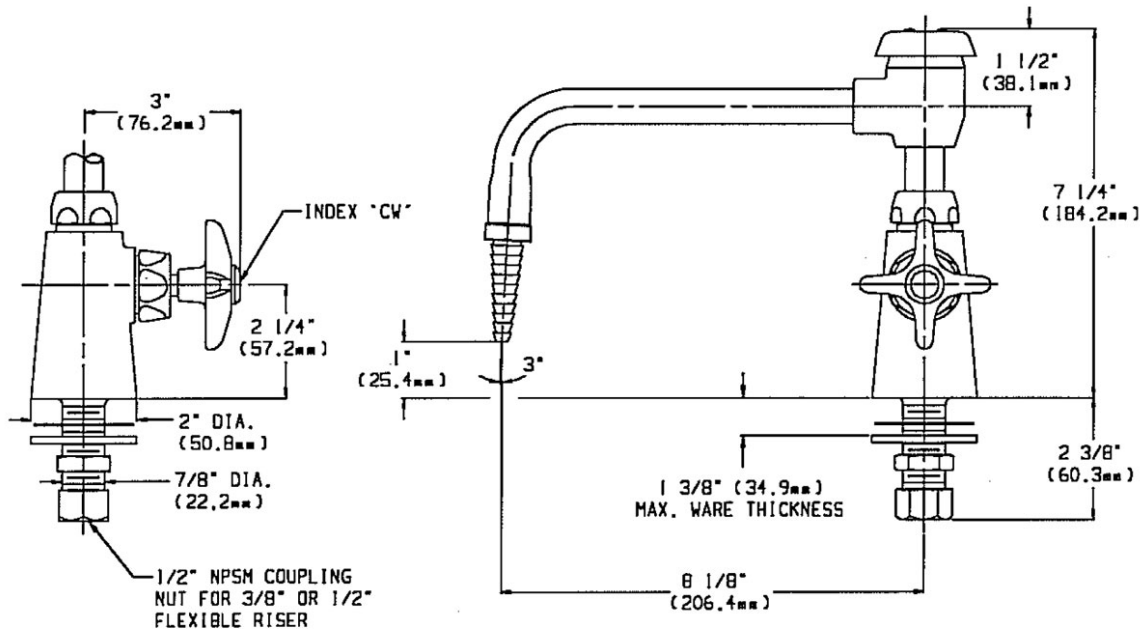 3"
(76.2mm)
INDEX "CW"
2 1/4"
(57.2mm)
2" DIA.
(50.8mm)
7/8" DIA.
(22.2mm)
1/2" NPSM COUPLING
NUT FOR 3/8" OR 1/2"
FLEXIBLE RISER
1 1/2"
(38.1mm)
7 1/4"
(184.2mm)
1"
(25.4mm)
3°
2 3/8"
(60.3mm)
1 3/8" (34.9mm)
MAX. WARE THICKNESS
8 1/8"
(206.4mm)